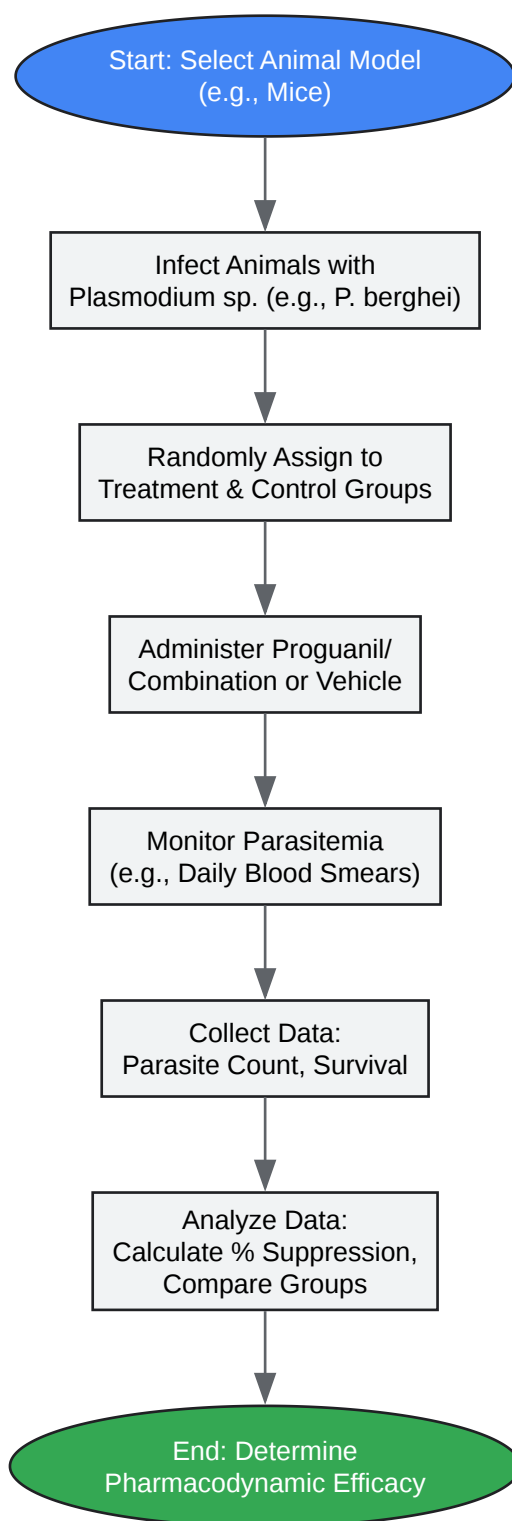 Start: Select Animal Model
(e.g., Mice)
Infect Animals with
Plasmodium sp. (e.g., P. berghei)
Randomly Assign to
Treatment & Control Groups
Administer Proguanil/
Combination or Vehicle
Monitor Parasitemia
(e.g., Daily Blood Smears)
Collect Data:
Parasite Count, Survival
Analyze Data:
Calculate % Suppression,
Compare Groups
End: Determine
Pharmacodynamic Efficacy